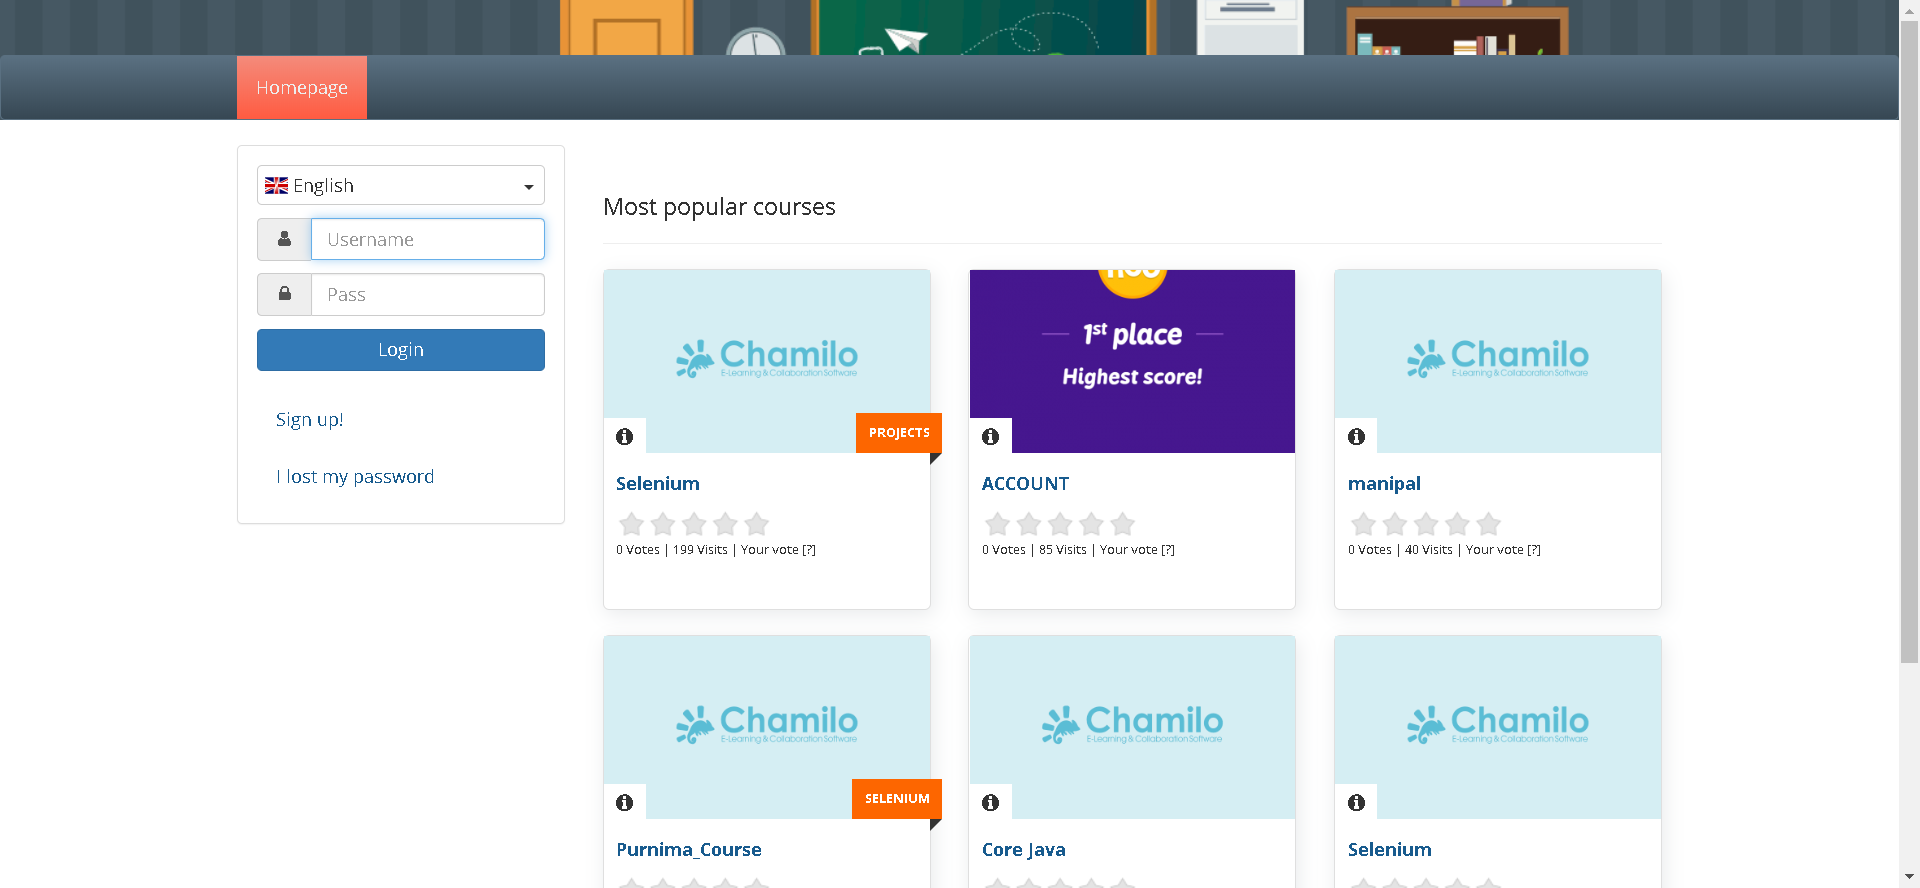 Homepage
English
Username
Pass
Login
Sign up!
I lost my password
Most popular courses
Chamilo
E-Learning & Collaboration Software
PROJECTS
Selenium
0 Votes | 199 Visits | Your vote [?]
1st place
Highest score!
ACCOUNT
0 Votes | 85 Visits | Your vote [?]
Chamilo
E-Learning & Collaboration Software
manipal
0 Votes | 40 Visits | Your vote [?]
Chamilo
E-Learning & Collaboration Software
SELENIUM
Purnima_Course
Chamilo
E-Learning & Collaboration Software
Core Java
Chamilo
E-Learning & Collaboration Software
Selenium